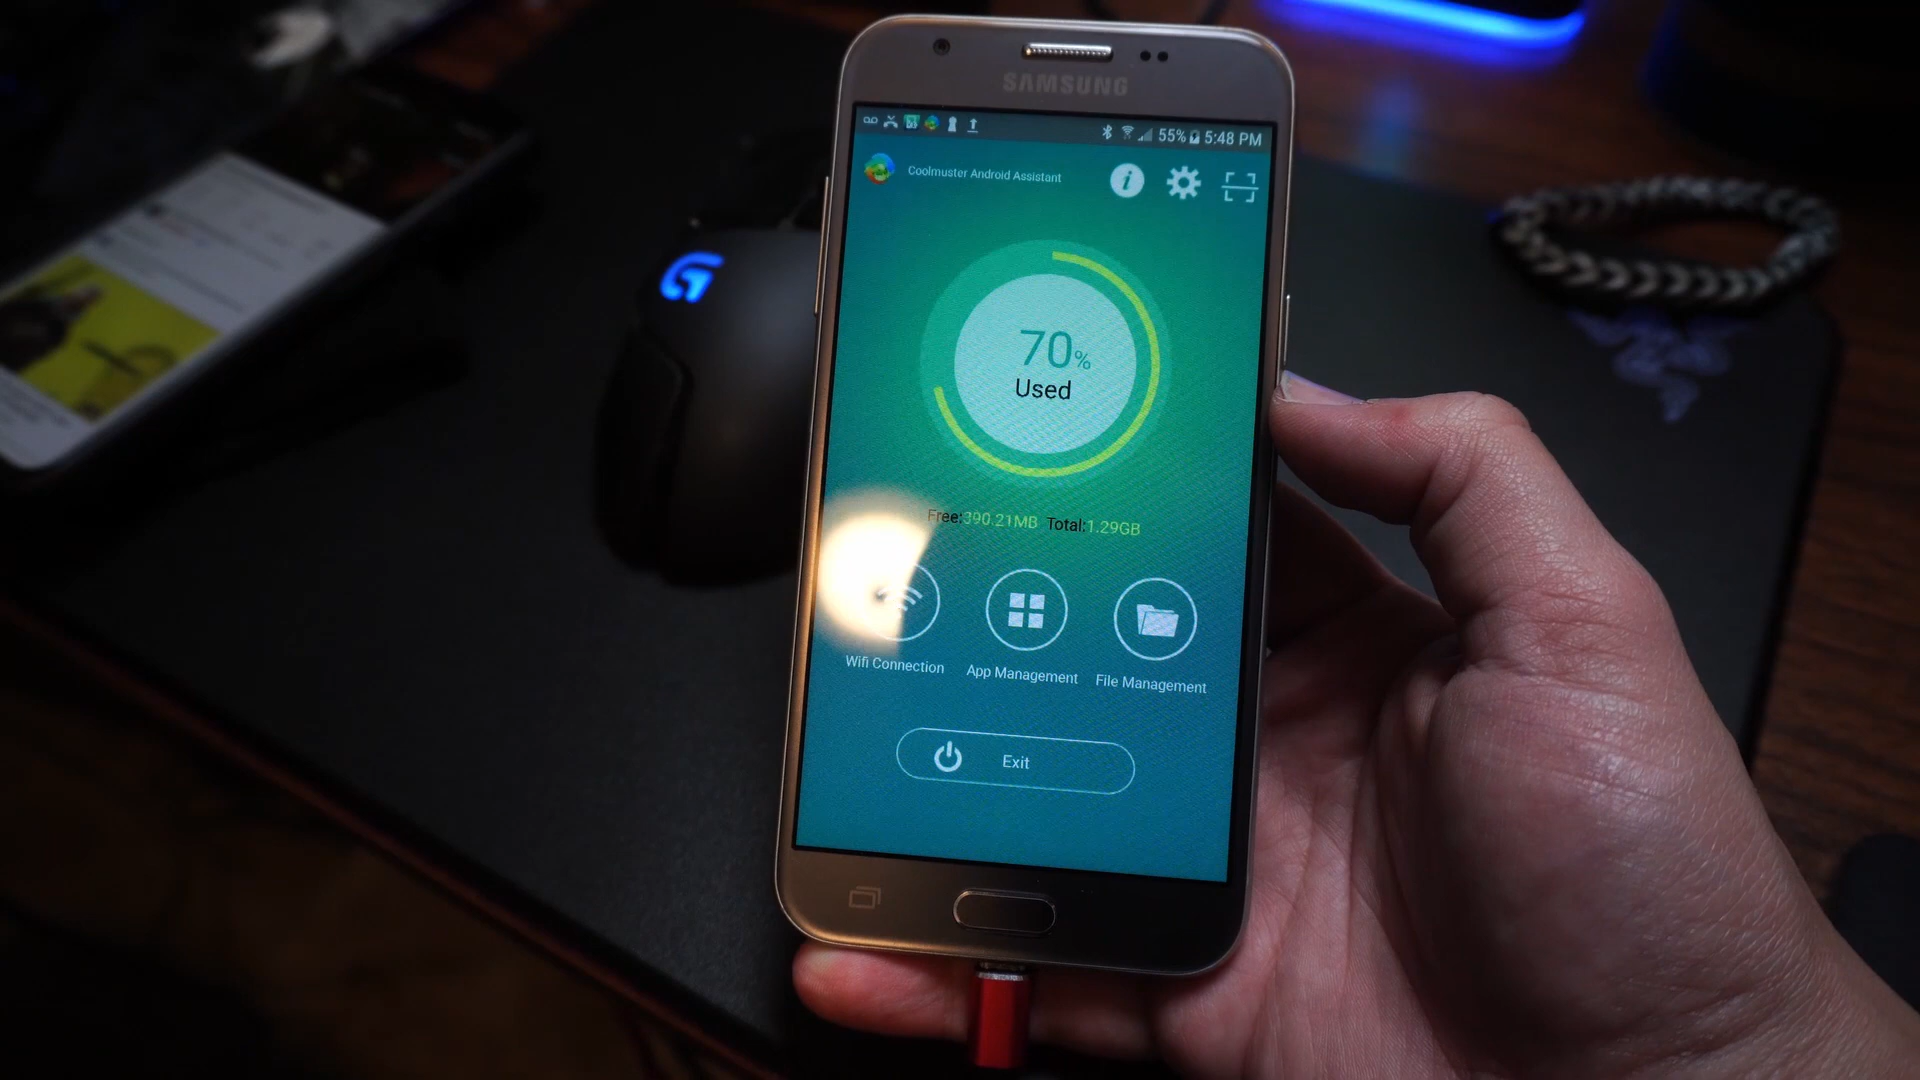 SAMSUNG
55% 5:48 PM
Coolmuster Android Assistant
70%
Used
Free:390.21MB Total:1.29GB
Wifi Connection
App Management
File Management
Exit